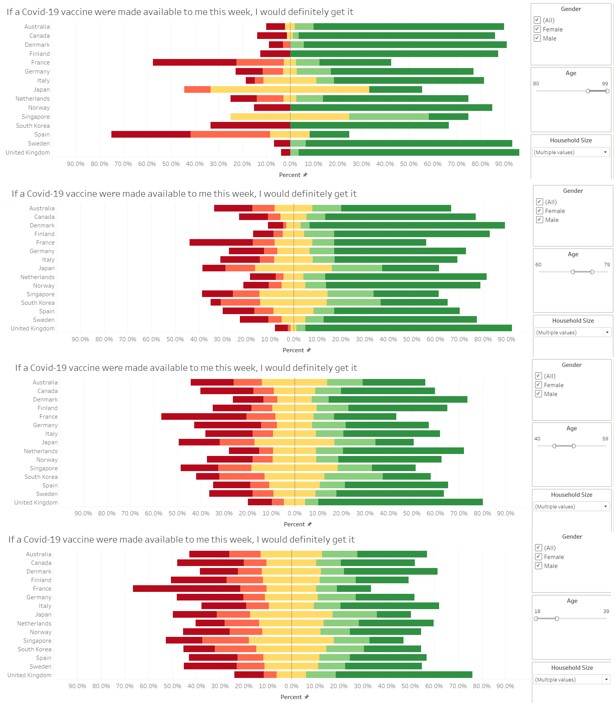 If a Covid-19 vaccine were made available to me this week, I would definitely get it
Australia
Canada
Denmark
Finland
France
Germany
Italy
Japan
Netherlands
Norway
Singapore
South Korea
Spain
Sweden
United Kingdom
90.0% 80.0% 70.0% 60.0% 50.0% 40.0% 30.0% 20.0% 10.0% 0.0% 10.0% 20.0% 30.0% 40.0% 50.0% 60.0% 70.0% 80.0% 90.0%
Percent
Gender
(All)
Female
Male
Age
80 99
Household Size
(Multiple values)
If a Covid-19 vaccine were made available to me this week, I would definitely get it
Australia
Canada
Denmark
Finland
France
Germany
Italy
Japan
Netherlands
Norway
Singapore
South Korea
Spain
Sweden
United Kingdom
90.0% 80.0% 70.0% 60.0% 50.0% 40.0% 30.0% 20.0% 10.0% 0.0% 10.0% 20.0% 30.0% 40.0% 50.0% 60.0% 70.0% 80.0% 90.0%
Percent
Gender
(All)
Female
Male
Age
60 79
Household Size
(Multiple values)
If a Covid-19 vaccine were made available to me this week, I would definitely get it
Australia
Canada
Denmark
Finland
France
Germany
Italy
Japan
Netherlands
Norway
Singapore
South Korea
Spain
Sweden
United Kingdom
90.0% 80.0% 70.0% 60.0% 50.0% 40.0% 30.0% 20.0% 10.0% 0.0% 10.0% 20.0% 30.0% 40.0% 50.0% 60.0% 70.0% 80.0% 90.0%
Percent
Gender
(All)
Female
Male
Age
40 59
Household Size
(Multiple values)
If a Covid-19 vaccine were made available to me this week, I would definitely get it
Australia
Canada
Denmark
Finland
France
Germany
Italy
Japan
Netherlands
Norway
Singapore
South Korea
Spain
Sweden
United Kingdom
90.0% 80.0% 70.0% 60.0% 50.0% 40.0% 30.0% 20.0% 10.0% 0.0% 10.0% 20.0% 30.0% 40.0% 50.0% 60.0% 70.0% 80.0% 90.0%
Percent
Gender
(All)
Female
Male
Age
18 39
Household Size
(Multiple values)